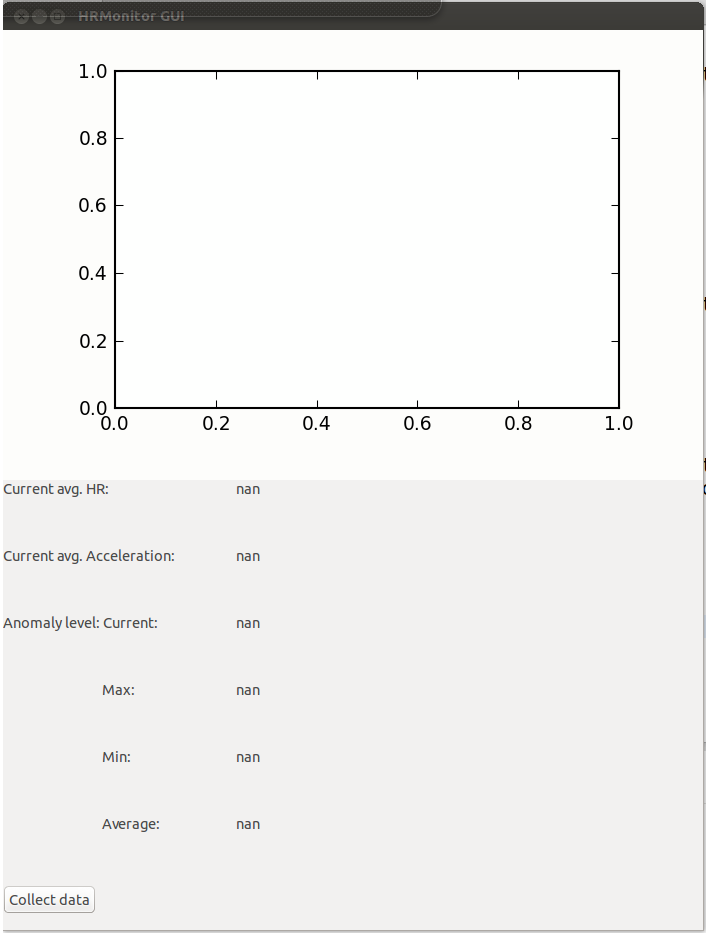 HRMonitor GUI
1.0
0.8
0.6
0.4
0.2
0.0
0.0 0.2 0.4 0.6 0.8 1.0
Current avg. HR: nan
Current avg. Acceleration: nan
Anomaly level: Current: nan
Max: nan
Min: nan
Average: nan
Collect data